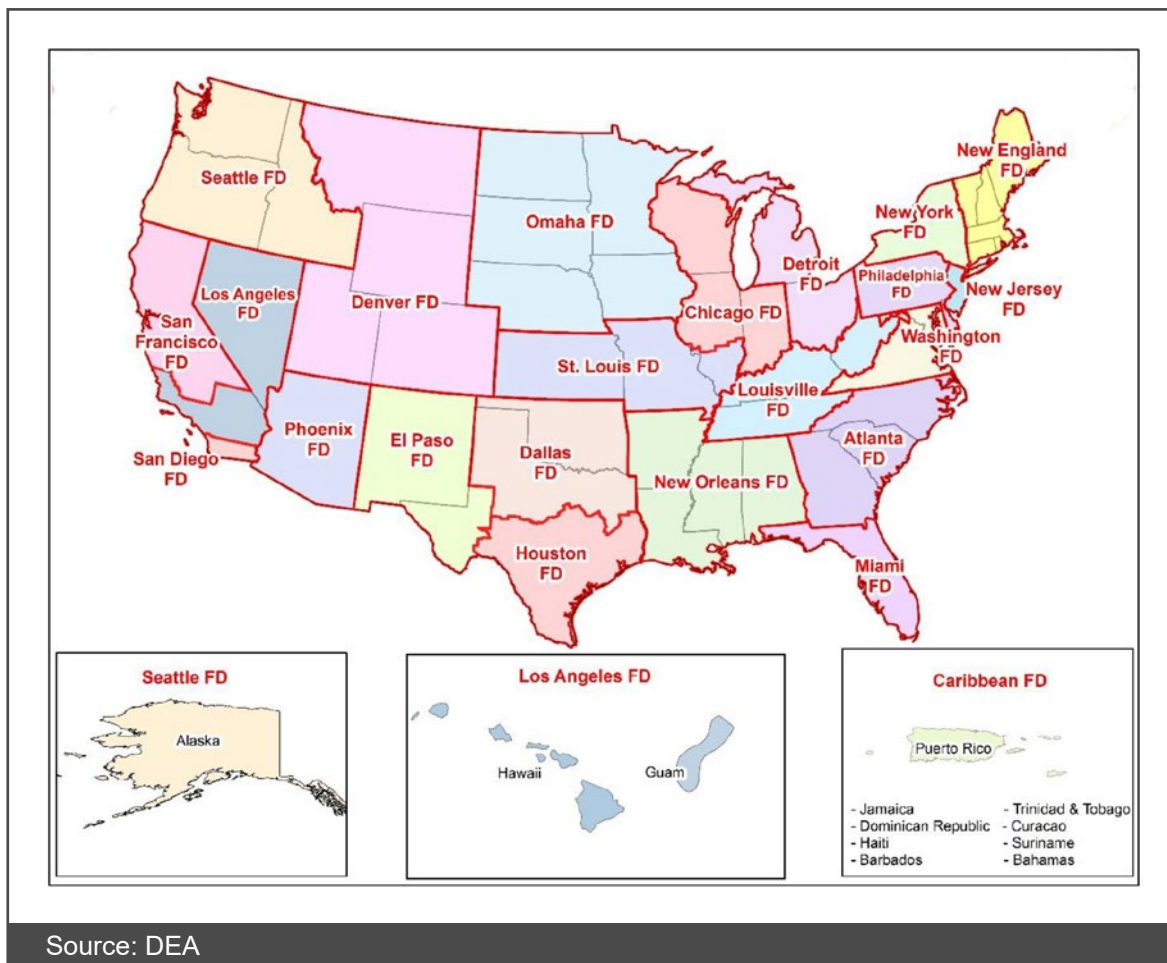 New England
FD
Seattle FD
New York
FD
Omaha FD
Detroit
FD
Philadelphia
FD
Los Angeles
FD
New Jersey
FD
Denver FD
Chicago FD
San
Francisco
FD
Washington
FD
St. Louis FD
Louisville
FD
Phoenix
FD
El Paso
FD
Atlanta
FD
Dallas
FD
San Diego
FD
New Orleans FD
Houston
FD
Miami
FD
Seattle FD
Alaska
Los Angeles FD
Hawaii
Guam
Caribbean FD
Puerto Rico
- Jamaica
- Dominican Republic
- Haiti
- Barbados
- Trinidad & Tobago
- Curacao
- Suriname
- Bahamas
Source: DEA